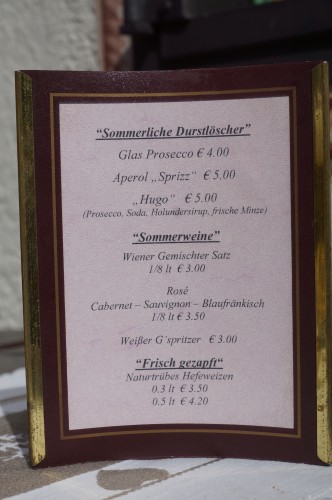 “Sommerliche Durstlöscher”
Glas Prosecco € 4.00
Aperol „Sprizz” € 5.00
„Hugo” € 5.00
(Prosecco, Soda, Holundersirup, frische Minze)
“Sommerweine”
Wiener Gemischter Satz
1/8 lt € 3.00
Rosé
Cabernet – Sauvignon – Blaufränkisch
1/8 lt € 3.50
Weißer G´spritzer € 3.00
“Frisch gezapft“
Naturtrübes Hefeweizen
0.3 lt € 3.50
0.5 lt € 4.20